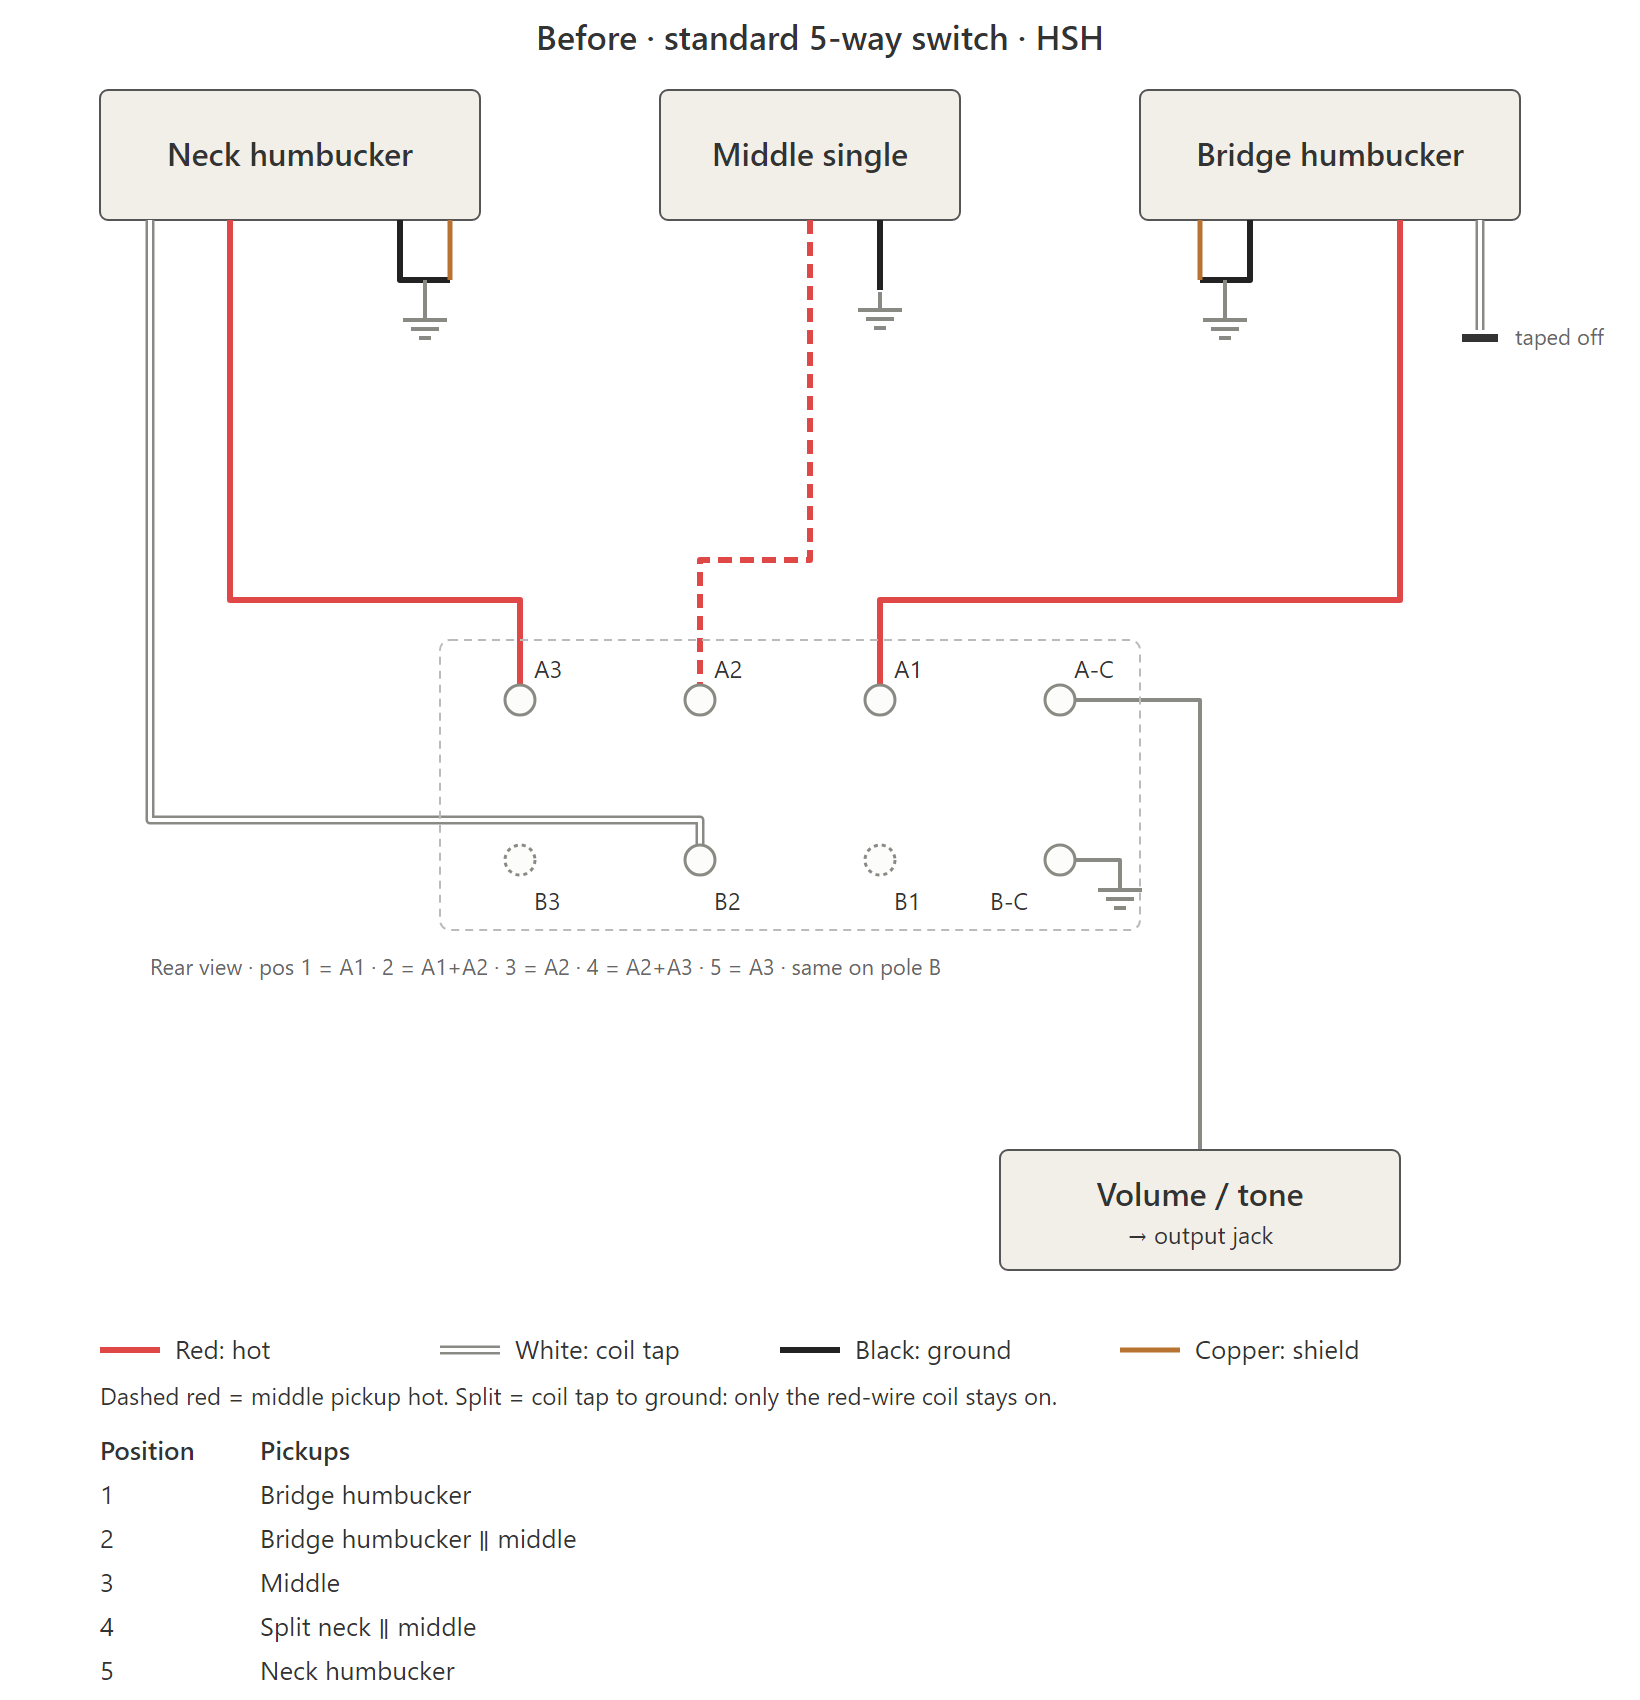 Before · standard 5-way switch · HSH
Neck humbucker
Middle single
Bridge humbucker
taped off
A3
A2
A1
A-C
B3
B2
B1
B-C
Rear view · pos 1 = A1 · 2 = A1+A2 · 3 = A2 · 4 = A2+A3 · 5 = A3 · same on pole B
Volume / tone
→ output jack
Red: hot
White: coil tap
Black: ground
Copper: shield
Dashed red = middle pickup hot. Split = coil tap to ground: only the red-wire coil stays on.
Position Pickups
1 Bridge humbucker
2 Bridge humbucker ∥ middle
3 Middle
4 Split neck ∥ middle
5 Neck humbucker